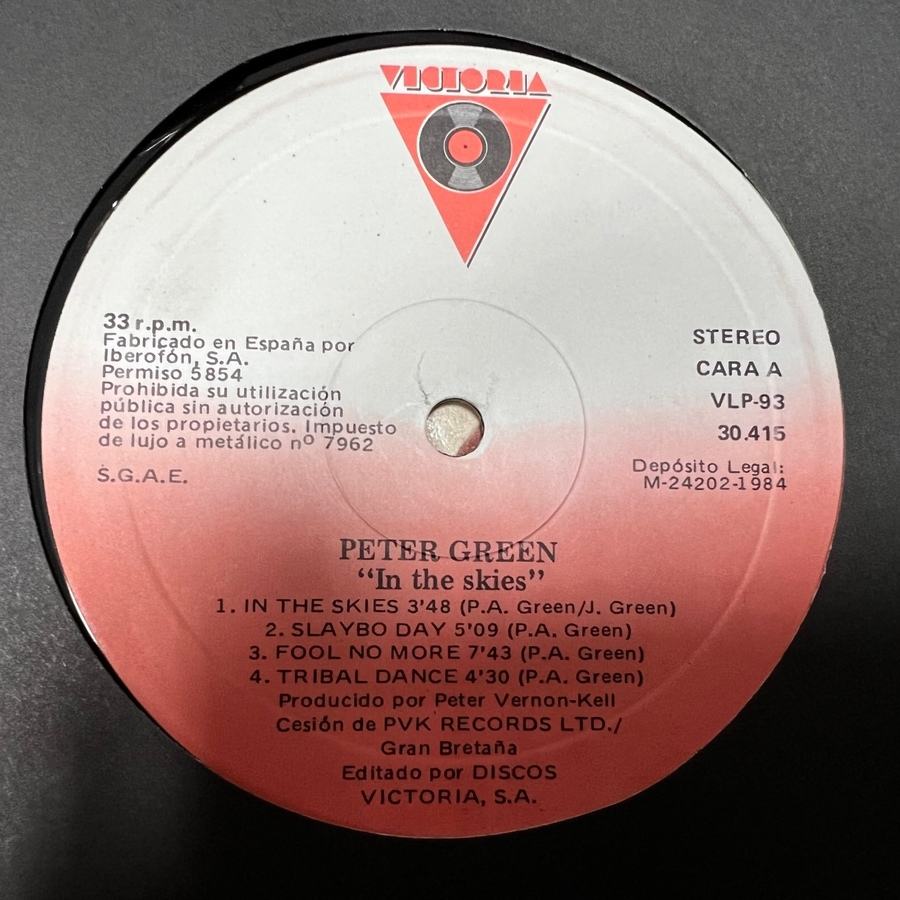 VICTORIA
33 r.p.m.
Fabricado en España por
Iberofón, S.A.
Permiso 5854
Prohibida su utilización
pública sin autorización
de los propietarios. Impuesto
de lujo a metálico nº 7962
S.G.A.E.
STEREO
CARA A
VLP-93
30.415
Depósito Legal:
M-24202-1984
PETER GREEN
“In the skies”
1. IN THE SKIES 3'48 (P.A. Green/J. Green)
2. SLAYBO DAY 5'09 (P.A. Green)
3. FOOL NO MORE 7'43 (P.A. Green)
4. TRIBAL DANCE 4'30 (P.A. Green)
Producido por Peter Vernon-Kell
Cesión de PVK RECORDS LTD./
Gran Bretaña
Editado por DISCOS
VICTORIA, S.A.